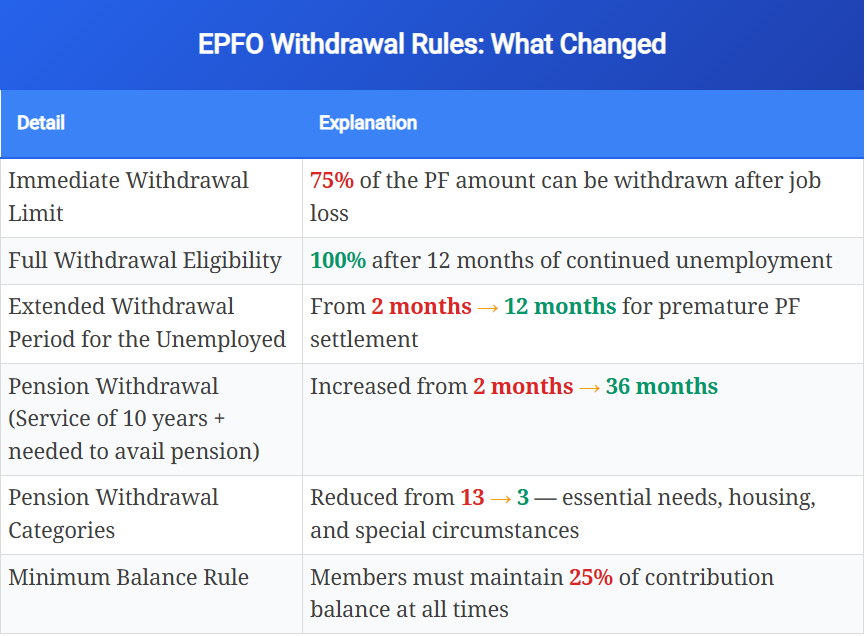 EPFO Withdrawal Rules: What Changed
Detail
Explanation
Immediate Withdrawal
Limit
75% of the PF amount can be withdrawn after job
loss
Full Withdrawal Eligibility
100% after 12 months of continued unemployment
Extended Withdrawal
Period for the Unemployed
From 2 months → 12 months for premature PF
settlement
Pension Withdrawal
(Service of 10 years +
needed to avail pension)
Increased from 2 months → 36 months
Pension Withdrawal
Categories
Reduced from 13 → 3 — essential needs, housing,
and special circumstances
Minimum Balance Rule
Members must maintain 25% of contribution
balance at all times